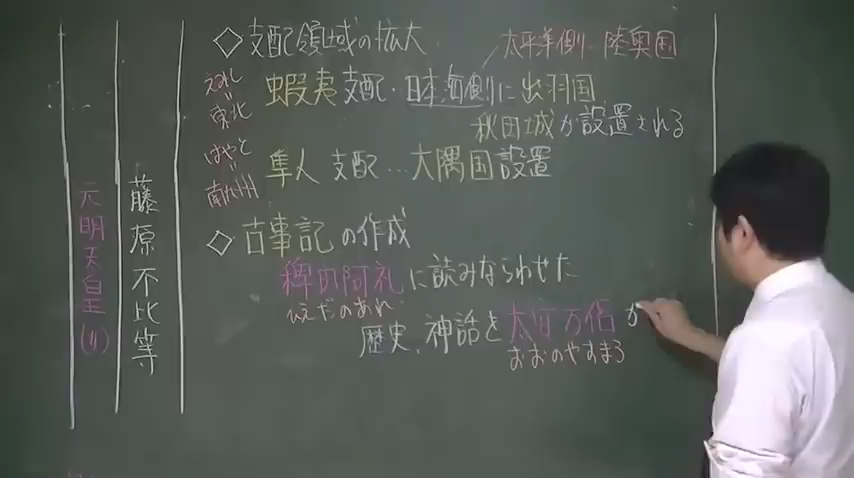 元明天皇(女)
藤原不比等
◇支配領域の拡大
太平洋側…陸奥国
えみし
＝
東北
蝦夷支配・日本海側に出羽国
秋田城が設置される
はやと
＝
南九州
隼人 支配…大隅国設置
◇古事記の作成
稗田阿礼に読みならわせた
ひえだのあれ
歴史、神話を太安万侶が
おおのやすまろ